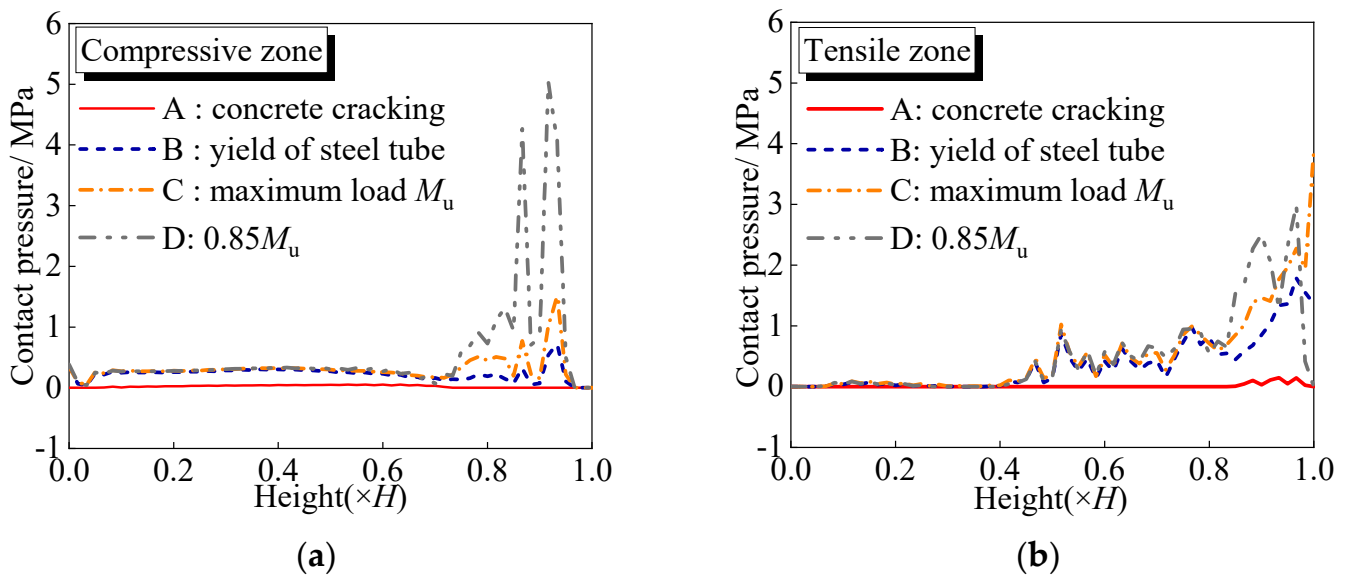 Compressive zone
A : concrete cracking
B : yield of steel tube
C : maximum load Mu
D: 0.85Mu
Contact pressure/ MPa
6
5
4
3
2
1
0
-1
0.0 0.2 0.4 0.6 0.8 1.0
Height(×H)
(a)
Tensile zone
A: concrete cracking
B: yield of steel tube
C: maximum load Mu
D: 0.85Mu
Contact pressure/ MPa
6
5
4
3
2
1
0
-1
0.0 0.2 0.4 0.6 0.8 1.0
Height(×H)
(b)